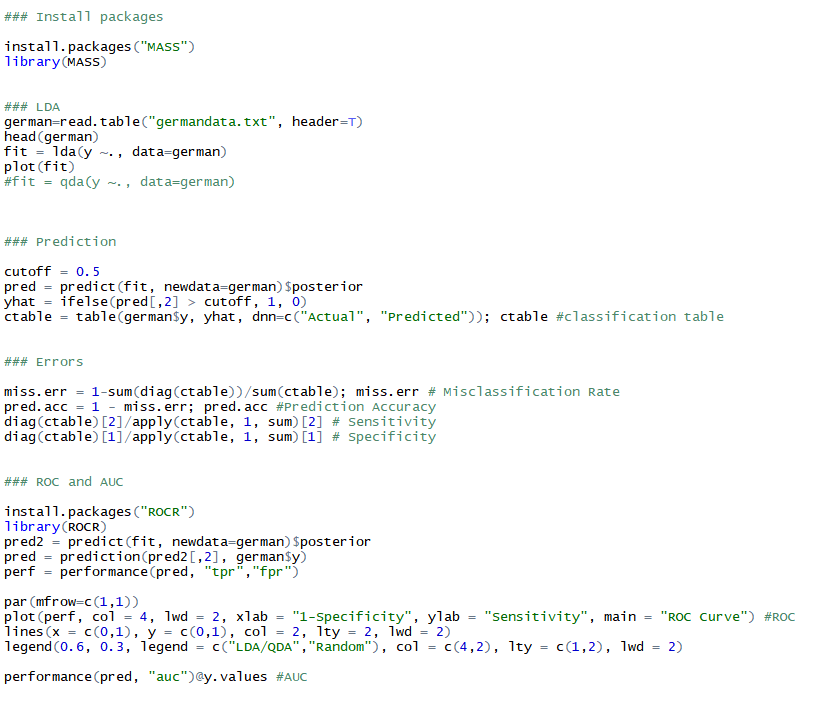 ### Install packages
install.packages("MASS")
library(MASS)
### LDA
german=read.table("germandata.txt", header=T)
head(german)
fit = lda(y ~., data=german)
plot(fit)
#fit = qda(y ~., data=german)
### Prediction
cutoff = 0.5
pred = predict(fit, newdata=german)$posterior
yhat = ifelse(pred[,2] > cutoff, 1, 0)
ctable = table(german$y, yhat, dnn=c("Actual", "Predicted")); ctable #classification table
### Errors
miss.err = 1-sum(diag(ctable))/sum(ctable); miss.err # Misclassification Rate
pred.acc = 1 - miss.err; pred.acc #Prediction Accuracy
diag(ctable)[2]/apply(ctable, 1, sum)[2] # Sensitivity
diag(ctable)[1]/apply(ctable, 1, sum)[1] # Specificity
### ROC and AUC
install.packages("ROCR")
library(ROCR)
pred2 = predict(fit, newdata=german)$posterior
pred = prediction(pred2[,2], german$y)
perf = performance(pred, "tpr","fpr")
par(mfrow=c(1,1))
plot(perf, col = 4, lwd = 2, xlab = "1-Specificity", ylab = "Sensitivity", main = "ROC Curve") #ROC
lines(x = c(0,1), y = c(0,1), col = 2, lty = 2, lwd = 2)
legend(0.6, 0.3, legend = c("LDA/QDA","Random"), col = c(4,2), lty = c(1,2), lwd = 2)
performance(pred, "auc")@y.values #AUC